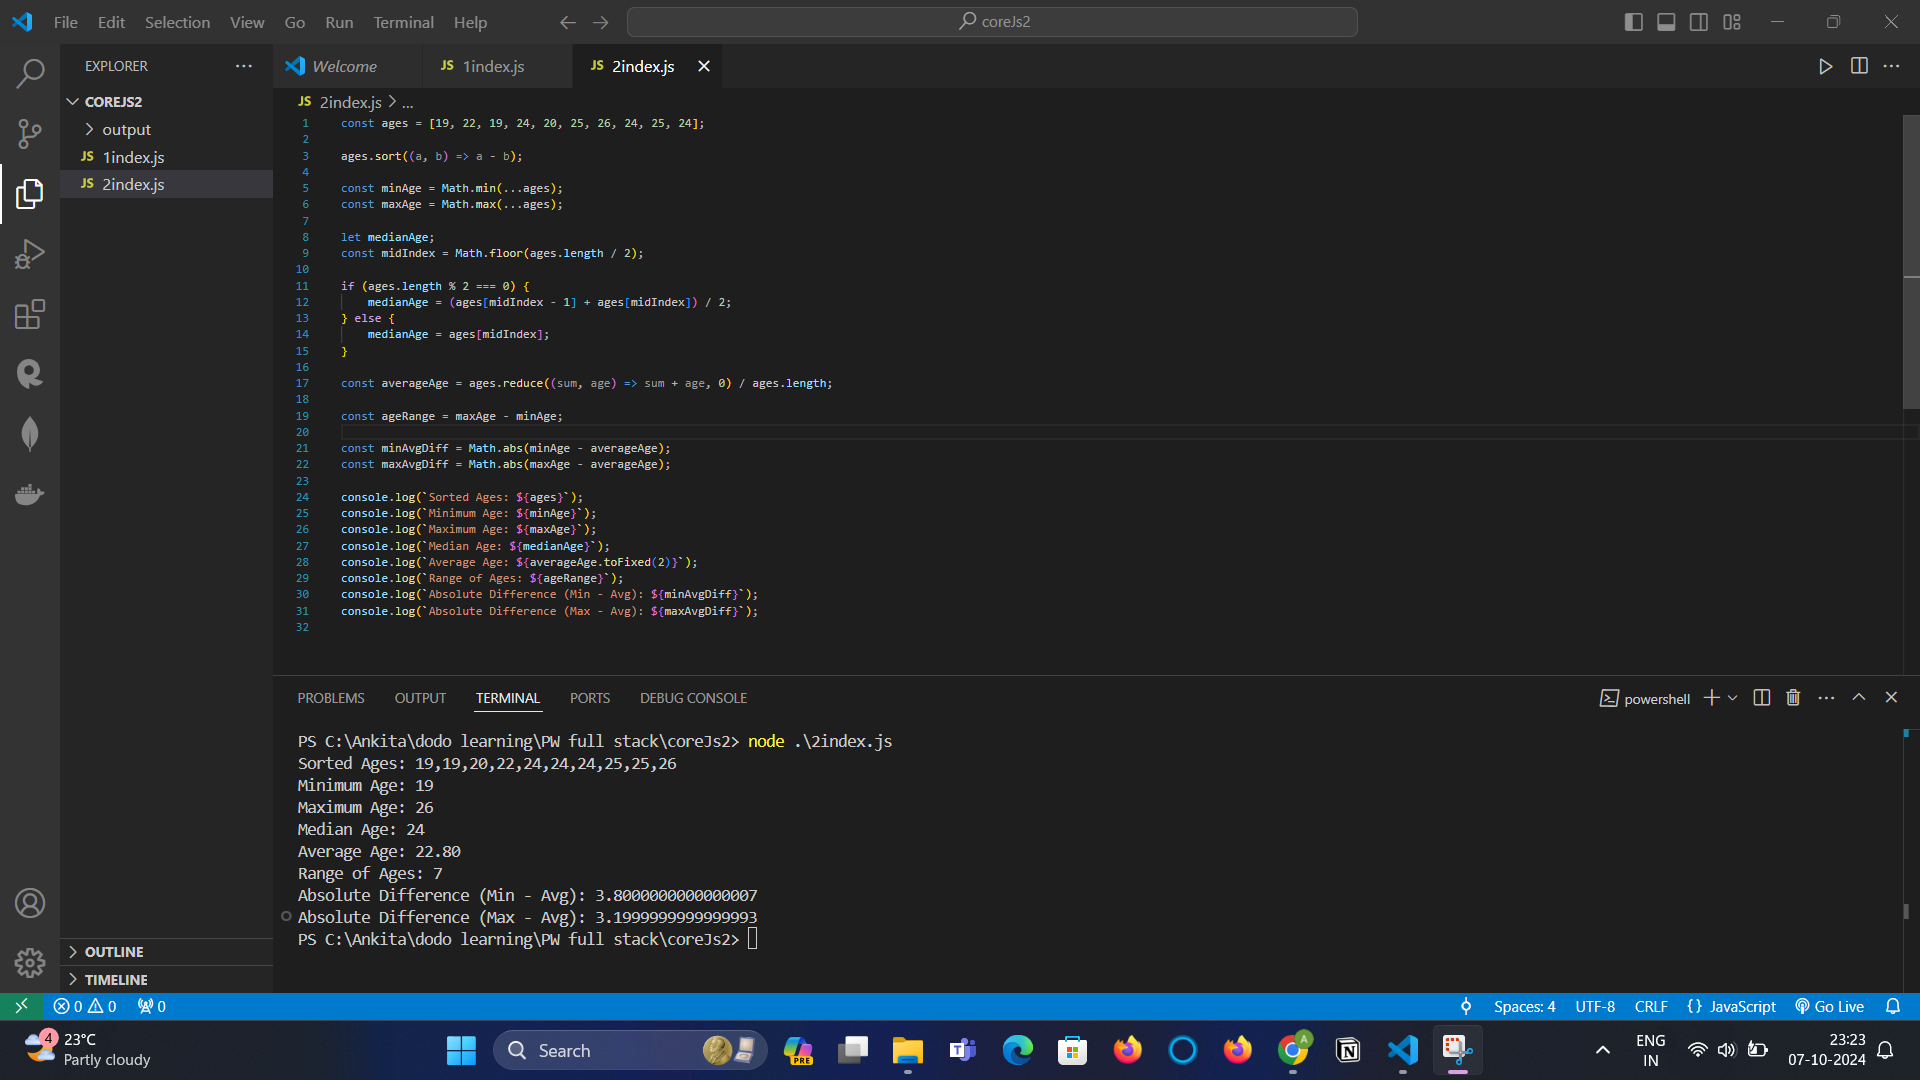 File Edit Selection View Go Run Terminal Help
coreJs2
EXPLORER
COREJS2
output
JS 1index.js
JS 2index.js
OUTLINE
TIMELINE
Welcome
JS 1index.js
JS 2index.js
JS 2index.js > ...
1 const ages = [19, 22, 19, 24, 20, 25, 26, 24, 25, 24];
2
3 ages.sort((a, b) => a - b);
4
5 const minAge = Math.min(...ages);
6 const maxAge = Math.max(...ages);
7
8 let medianAge;
9 const midIndex = Math.floor(ages.length / 2);
10
11 if (ages.length % 2 === 0) {
12 medianAge = (ages[midIndex - 1] + ages[midIndex]) / 2;
13 } else {
14 medianAge = ages[midIndex];
15 }
16
17 const averageAge = ages.reduce((sum, age) => sum + age, 0) / ages.length;
18
19 const ageRange = maxAge - minAge;
20
21 const minAvgDiff = Math.abs(minAge - averageAge);
22 const maxAvgDiff = Math.abs(maxAge - averageAge);
23
24 console.log(`Sorted Ages: ${ages}`);
25 console.log(`Minimum Age: ${minAge}`);
26 console.log(`Maximum Age: ${maxAge}`);
27 console.log(`Median Age: ${medianAge}`);
28 console.log(`Average Age: ${averageAge.toFixed(2)}`);
29 console.log(`Range of Ages: ${ageRange}`);
30 console.log(`Absolute Difference (Min - Avg): ${minAvgDiff}`);
31 console.log(`Absolute Difference (Max - Avg): ${maxAvgDiff}`);
32
PROBLEMS OUTPUT TERMINAL PORTS DEBUG CONSOLE
powershell
PS C:\Ankita\dodo learning\PW full stack\coreJs2> node .\2index.js
Sorted Ages: 19,19,20,22,24,24,24,25,25,26
Minimum Age: 19
Maximum Age: 26
Median Age: 24
Average Age: 22.80
Range of Ages: 7
Absolute Difference (Min - Avg): 3.8000000000000007
Absolute Difference (Max - Avg): 3.1999999999999993
PS C:\Ankita\dodo learning\PW full stack\coreJs2>
0 0 0
Spaces: 4 UTF-8 CRLF {} JavaScript Go Live
4
23°C
Partly cloudy
Search
PRE
A
ENG
IN
23:23
07-10-2024